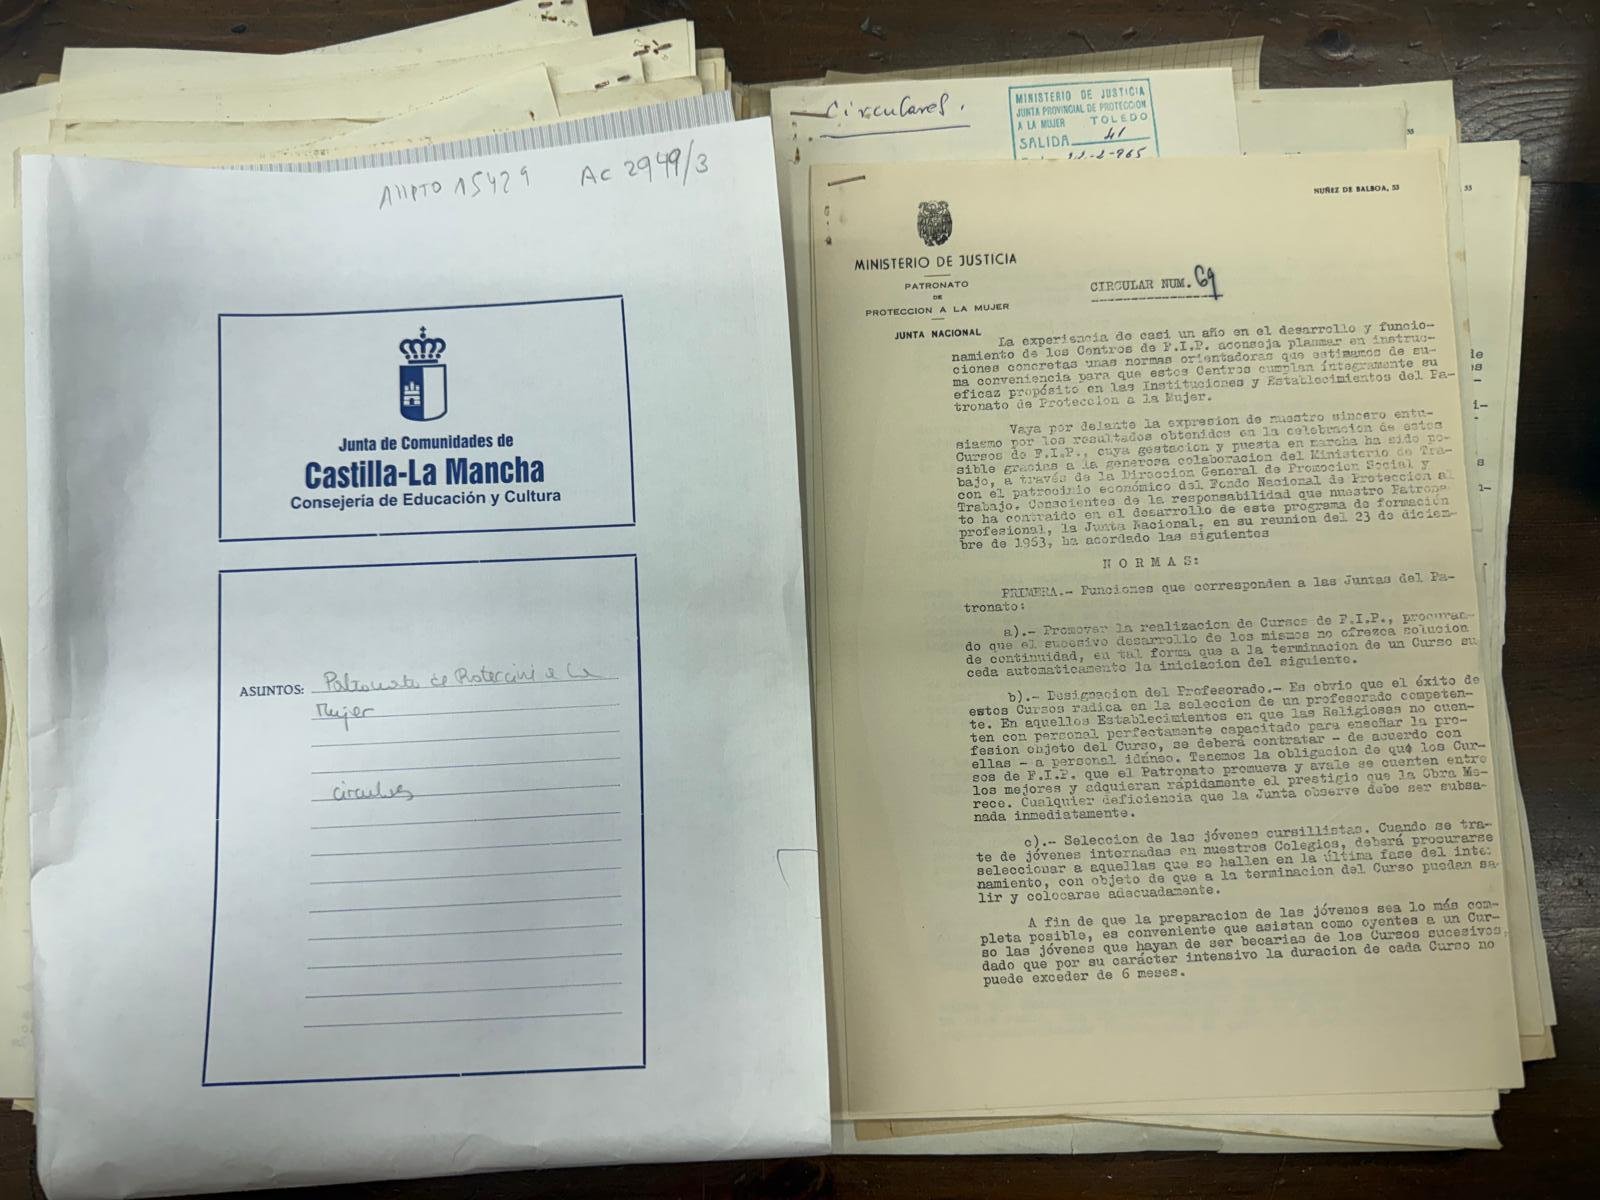 AHPTO 15429 AC 2949/3
Junta de Comunidades de
Castilla-La Mancha
Consejería de Educación y Cultura
ASUNTOS: Patronato de Protección a la
Mujer
circulares
Circulares.
MINISTERIO DE JUSTICIA
JUNTA PROVINCIAL DE PROTECCION
A LA MUJER TOLEDO
SALIDA 41
NUÑEZ DE BALBOA, 53
MINISTERIO DE JUSTICIA
PATRONATO
DE
PROTECCION A LA MUJER
JUNTA NACIONAL
CIRCULAR NUM. 69
La experiencia de casi un año en el desarrollo y funcio-
namiento de los Centros de F.I.P. aconseja plasmar en instruc-
ciones concretas unas normas orientadoras que estimamos de su-
ma conveniencia para que estos Centros cumplan íntegramente su
eficaz propósito en las Instituciones y Establecimientos del Pa-
tronato de Proteccion a la Mujer.
Vaya por delante la expresion de nuestro sincero entu-
siasmo por los resultados obtenidos en la celebracion de estos
Cursos de F.I.P., cuya gestacion y puesta en marcha ha sido po-
sible gracias a la generosa colaboracion del Ministerio de Tra-
bajo, a través de la Direccion General de Promocion Social y
con el patrocinio económico del Fondo Nacional de Proteccion al
Trabajo. Conscientes de la responsabilidad que nuestro Patrona-
to ha contraido en el desarrollo de este programa de formación
profesional, la Junta Nacional, en su reunion del 23 de diciem-
bre de 1963, ha acordado las siguientes
N O R M A S:
PRIMERA.- Funciones que corresponden a las Juntas del Pa-
tronato:
a).- Promover la realizacion de Cursos de F.I.P., procuran-
do que el sucesivo desarrollo de los mismos no ofrezca solucion
de continuidad, en tal forma que a la terminacion de un Curso su
ceda automaticamente la iniciacion del siguiente.
b).- Designacion del Profesorado.- Es obvio que el éxito de
estos Cursos radica en la seleccion de un profesorado competen-
te. En aquellos Establecimientos en que las Religiosas no cuen-
ten con personal perfectamente capacitado para enseñar la pro-
fesion objeto del Curso, se deberá contratar - de acuerdo con
ellas - a personal idóneo. Tenemos la obligacion de que los Cur-
sos de F.I.P. que el Patronato promueva y avale se cuenten entre
los mejores y adquieran rápidamente el prestigio que la Obra Me-
rece. Cualquier deficiencia que la Junta observe debe ser subsa-
nada inmediatamente.
c).- Seleccion de las jóvenes cursillistas. Cuando se tra-
te de jóvenes internadas en nuestros Colegios, deberá procurarse
seleccionar a aquellas que se hallen en la última fase del inter
namiento, con objeto de que a la terminacion del Curso puedan sa-
lir y colocarse adecuadamente.
A fin de que la preparacion de las jóvenes sea lo más com-
pleta posible, es conveniente que asistan como oyentes a un Cur-
so las jóvenes que hayan de ser becarias de los Cursos sucesivos,
dado que por su carácter intensivo la duracion de cada Curso no
puede exceder de 6 meses.